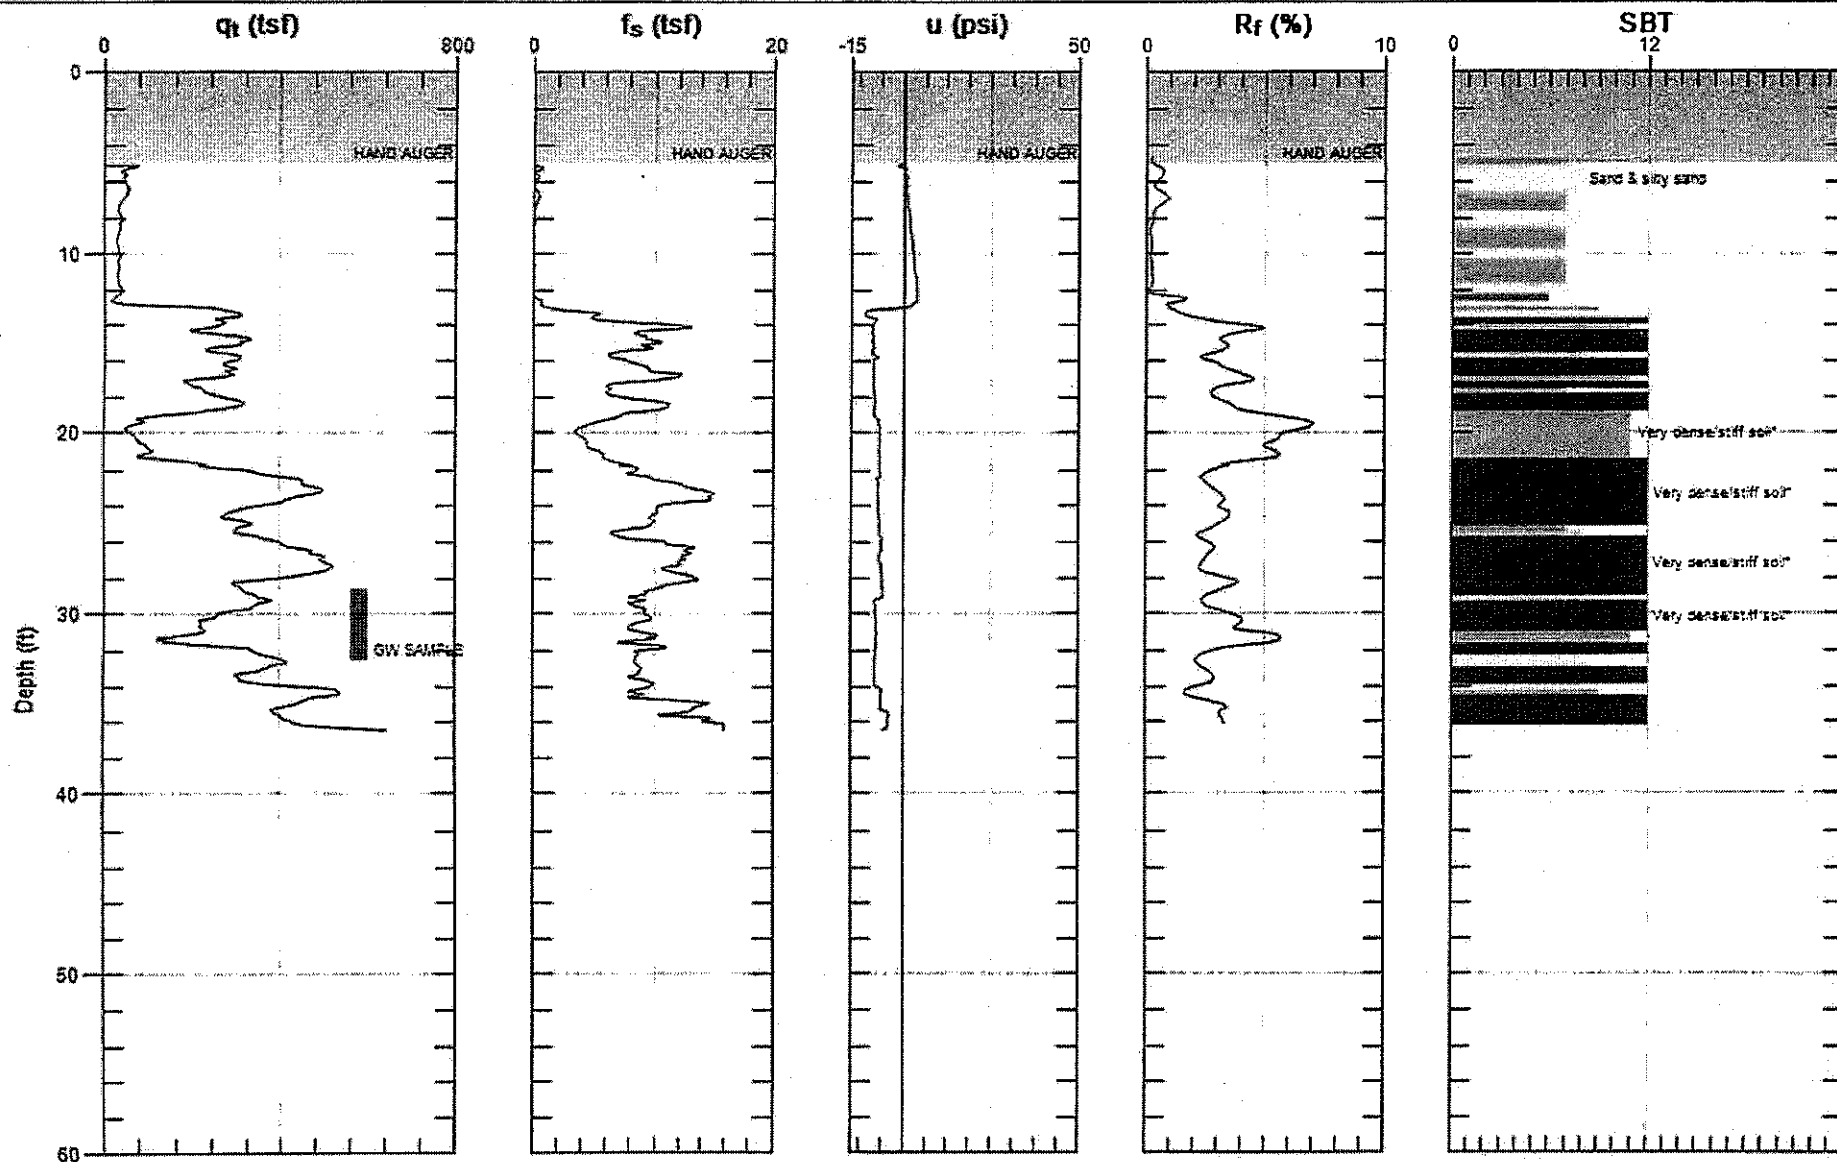 qt (tsf)
fs (tsf)
u (psi)
Rf (%)
SBT
0
800
0
20
-15
50
0
10
0
12
0
HAND AUGER
HAND AUGER
HAND AUGER
HAND AUGER
Sand & silty sand
10
20
Very dense/stiff soil*
Very dense/stiff soil*
Very dense/stiff soil*
30
Very dense/stiff soil*
GW SAMPLE
Depth (ft)
40
50
60